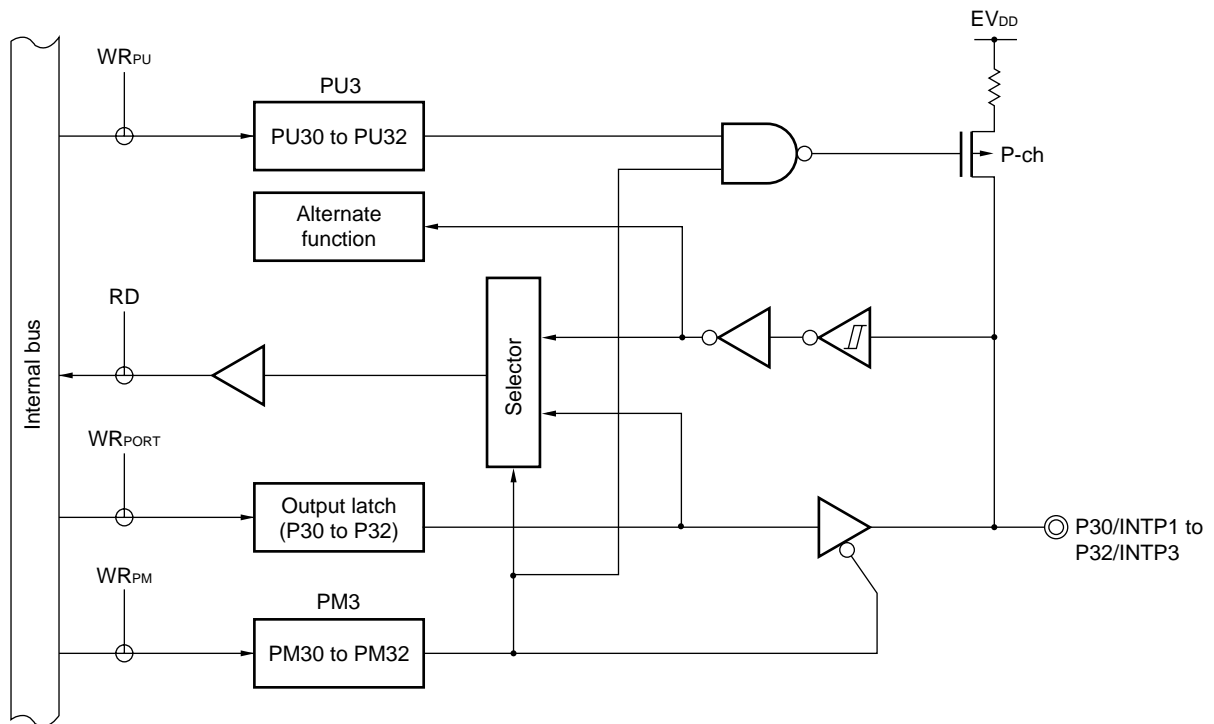 EVDD
WRPU
PU3
PU30 to PU32
P-ch
Alternate
function
RD
Internal bus
Selector
WRPORT
Output latch
(P30 to P32)
P30/INTP1 to
P32/INTP3
WRPM
PM3
PM30 to PM32